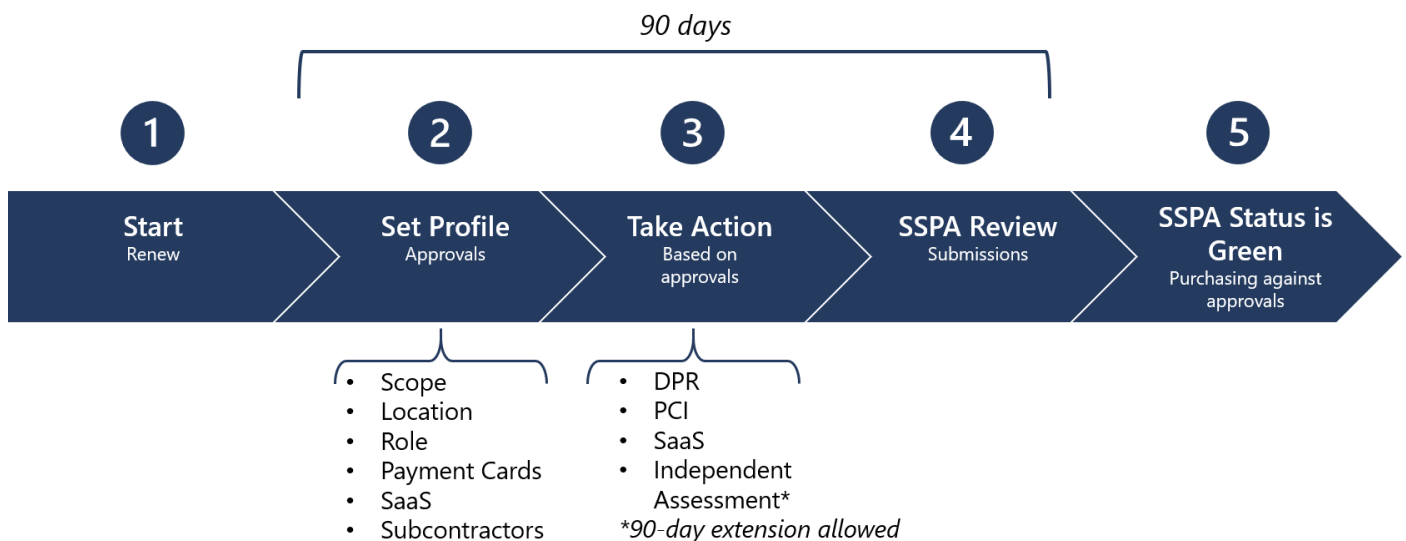 90 days
1
2
3
4
5
Start
Renew
Set Profile
Approvals
Take Action
Based on
approvals
SSPA Review
Submissions
SSPA Status is
Green
Purchasing against
approvals
• Scope
• Location
• Role
• Payment Cards
• SaaS
• Subcontractors
• DPR
• PCI
• SaaS
• Independent
Assessment*
*90-day extension allowed